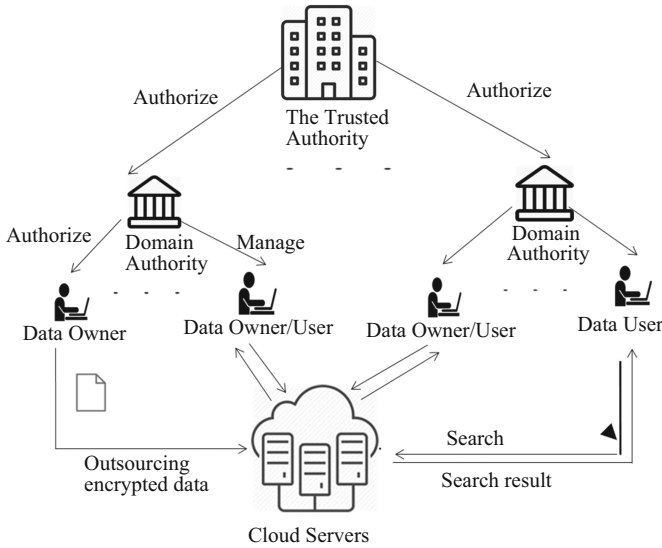 Authorize
Authorize
The Trusted
Authority
Authorize
Domain
Authority
Manage
Domain
Authority
Data Owner
Data Owner/User
Data Owner/User
Data User
Search
Outsourcing
encrypted data
Search result
Cloud Servers